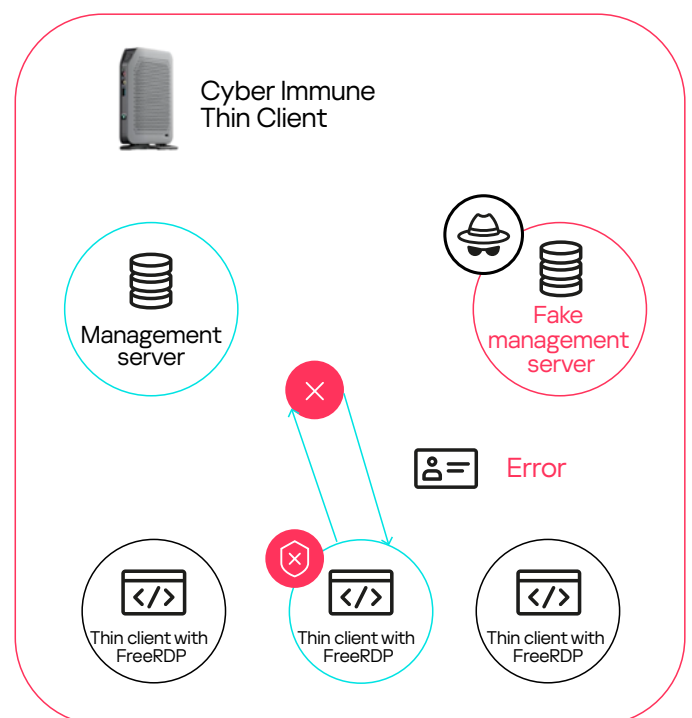 Cyber Immune
Thin Client
Management
server
Fake
management
server
Error
Thin client with
FreeRDP
Thin client with
FreeRDP
Thin client with
FreeRDP